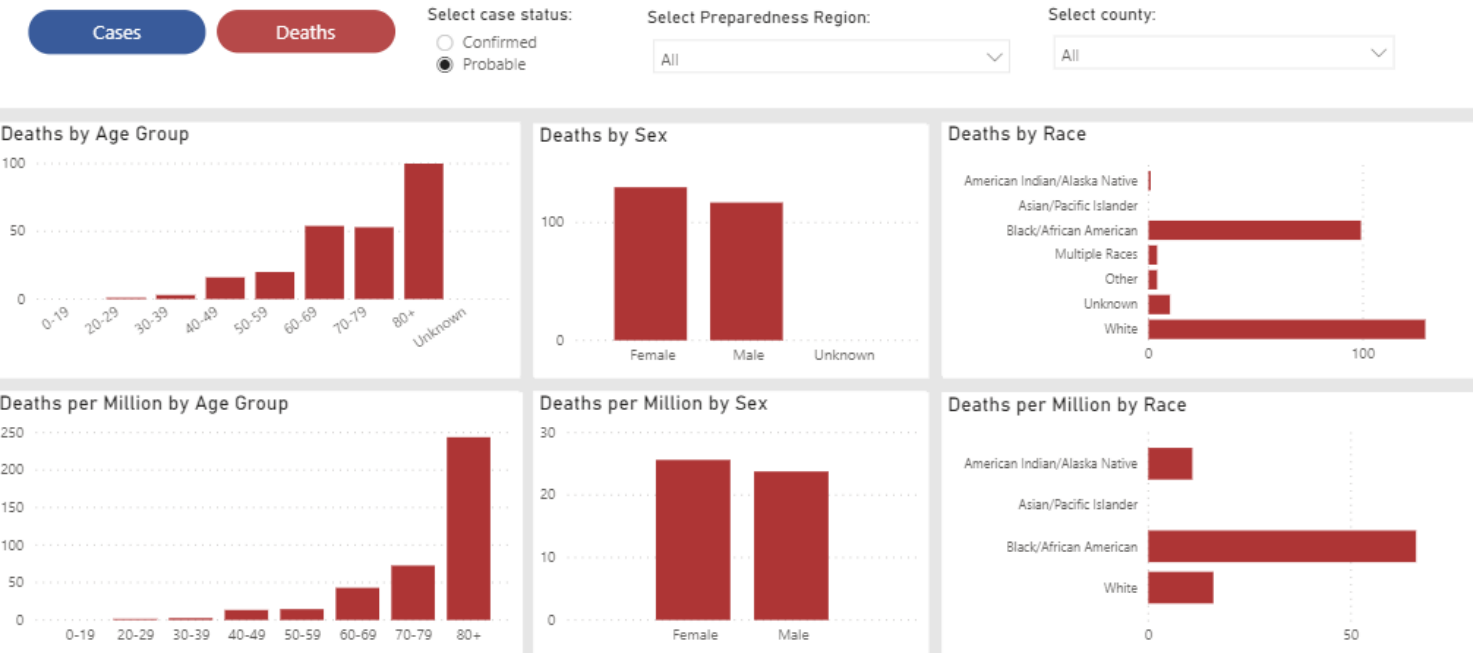 Cases
Deaths
Select case status:
Confirmed
Probable
Select Preparedness Region:
All
Select county:
All
Deaths by Age Group
100
50
0
0-19
20-29
30-39
40-49
50-59
60-69
70-79
80+
Unknown
Deaths by Sex
100
0
Female
Male
Unknown
Deaths by Race
American Indian/Alaska Native
Asian/Pacific Islander
Black/African American
Multiple Races
Other
Unknown
White
0
100
Deaths per Million by Age Group
250
200
150
100
50
0
0-19
20-29
30-39
40-49
50-59
60-69
70-79
80+
Deaths per Million by Sex
30
20
10
0
Female
Male
Deaths per Million by Race
American Indian/Alaska Native
Asian/Pacific Islander
Black/African American
White
0
50